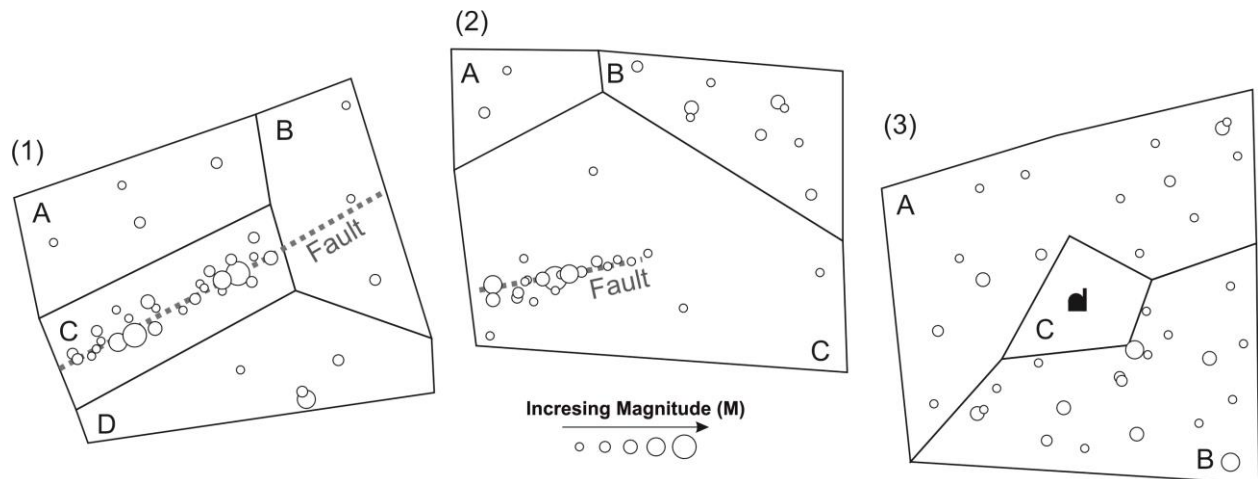 (1)
A
B
C
D
Fault
(2)
A
B
C
Fault
(3)
A
B
C
Incresing Magnitude (M)